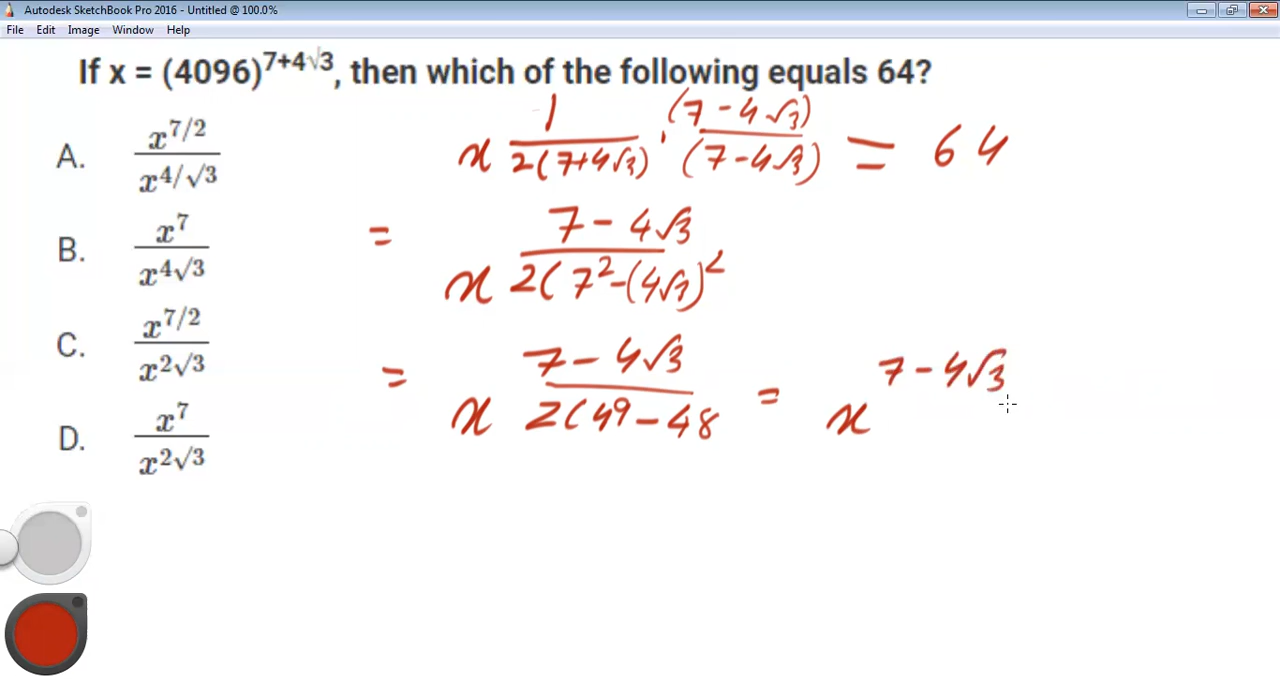 Autodesk SketchBook Pro 2016 - Untitled @ 100.0%
File Edit Image Window Help
If x = (4096)^{7+4√3}, then which of the following equals 64?
A. x^{7/2} / x^{4/√3}
B. x^7 / x^{4√3}
C. x^{7/2} / x^{2√3}
D. x^7 / x^{2√3}
x^{1/2(7+4√3) · (7-4√3)/(7-4√3)} = 64
= x^{7-4√3 / 2(7^2-(4√3)^2}
= x^{7-4√3 / 2(49-48} = x^{7-4√3}